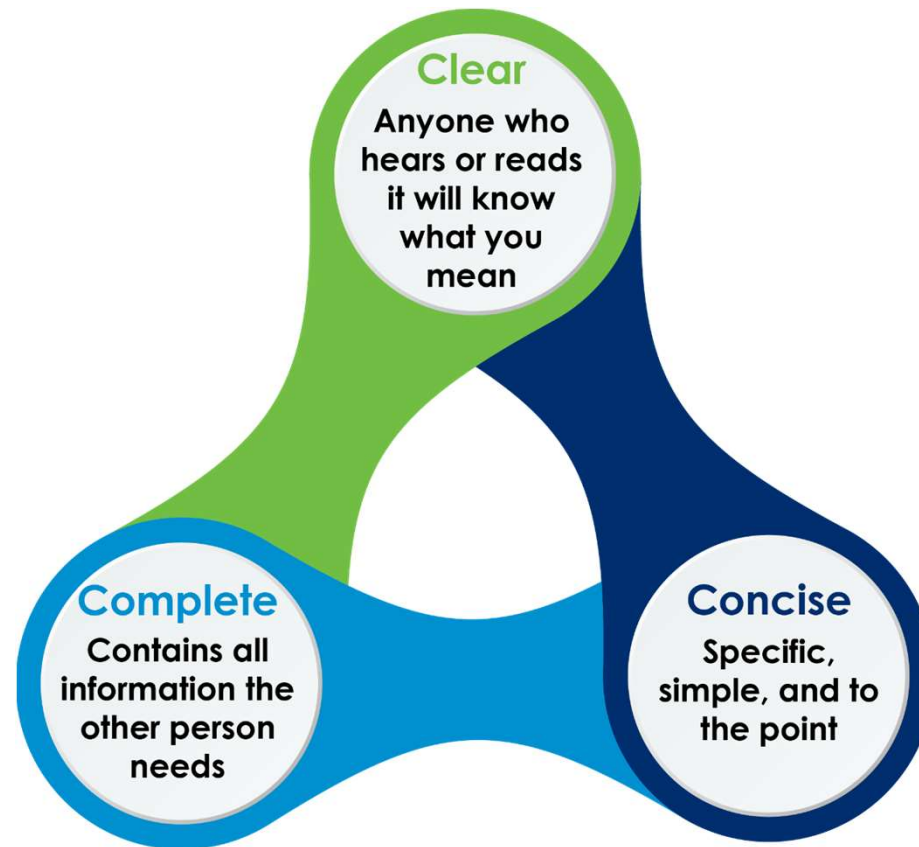 Clear
Anyone who
hears or reads
it will know
what you
mean
Complete
Contains all
information the
other person
needs
Concise
Specific,
simple, and to
the point